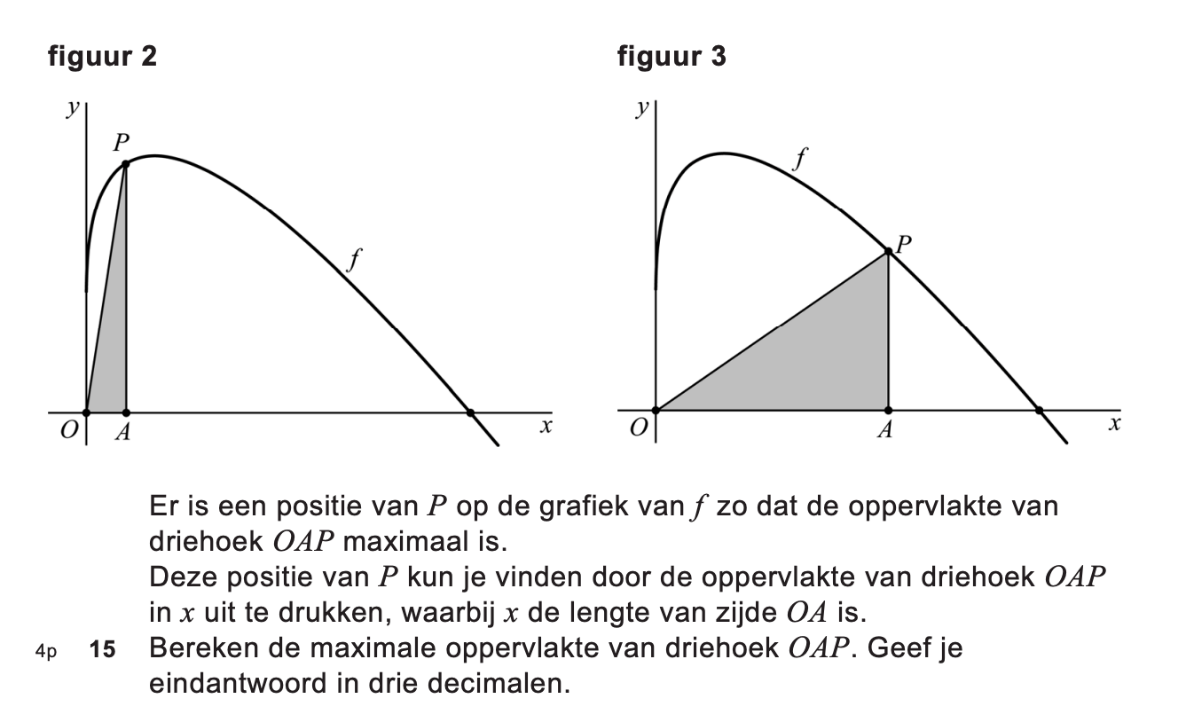 figuur 2
figuur 3
y
P
f
O
A
x
y
f
P
O
A
x
Er is een positie van P op de grafiek van f zo dat de oppervlakte van
driehoek OAP maximaal is.
Deze positie van P kun je vinden door de oppervlakte van driehoek OAP
in x uit te drukken, waarbij x de lengte van zijde OA is.
4p 15 Bereken de maximale oppervlakte van driehoek OAP. Geef je
eindantwoord in drie decimalen.